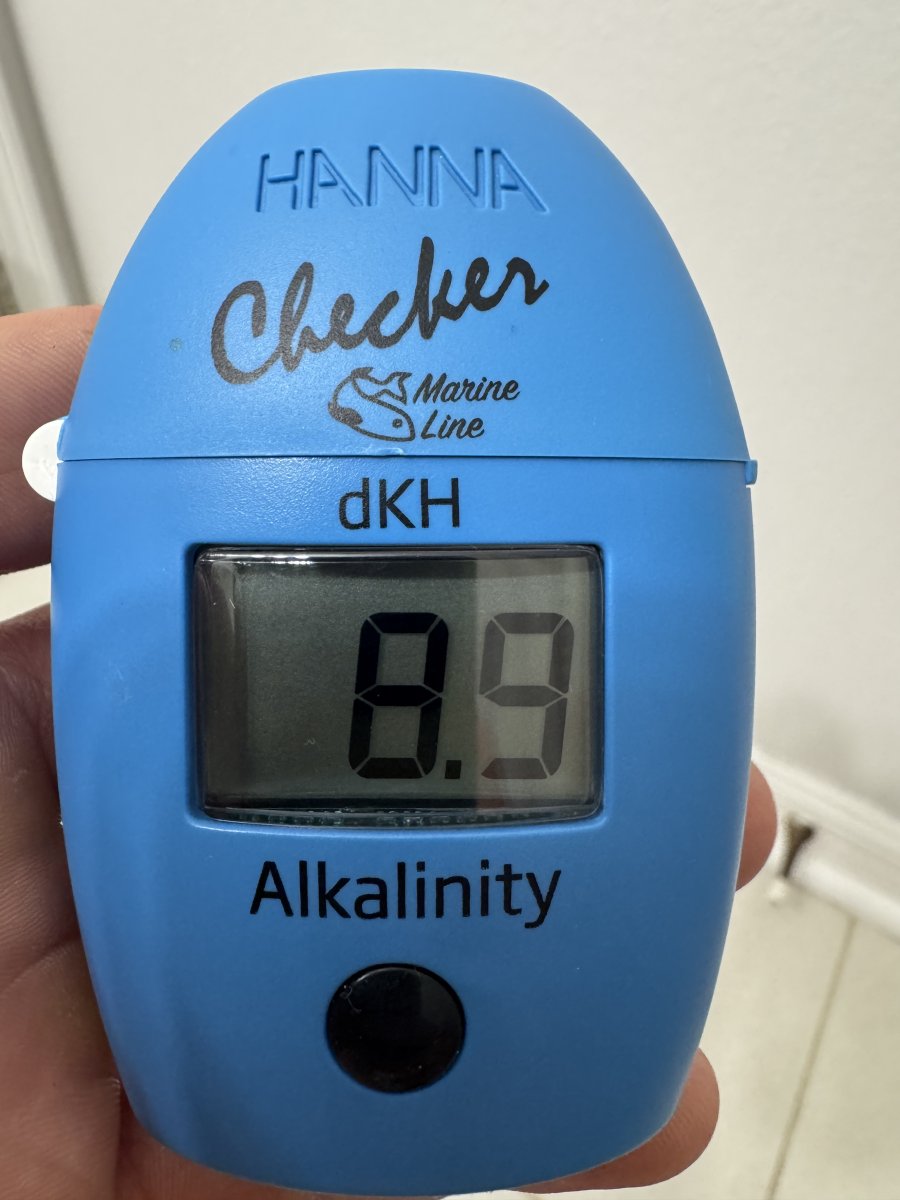 HANNA
Checker
Marine
Line
dKH
8.9
Alkalinity